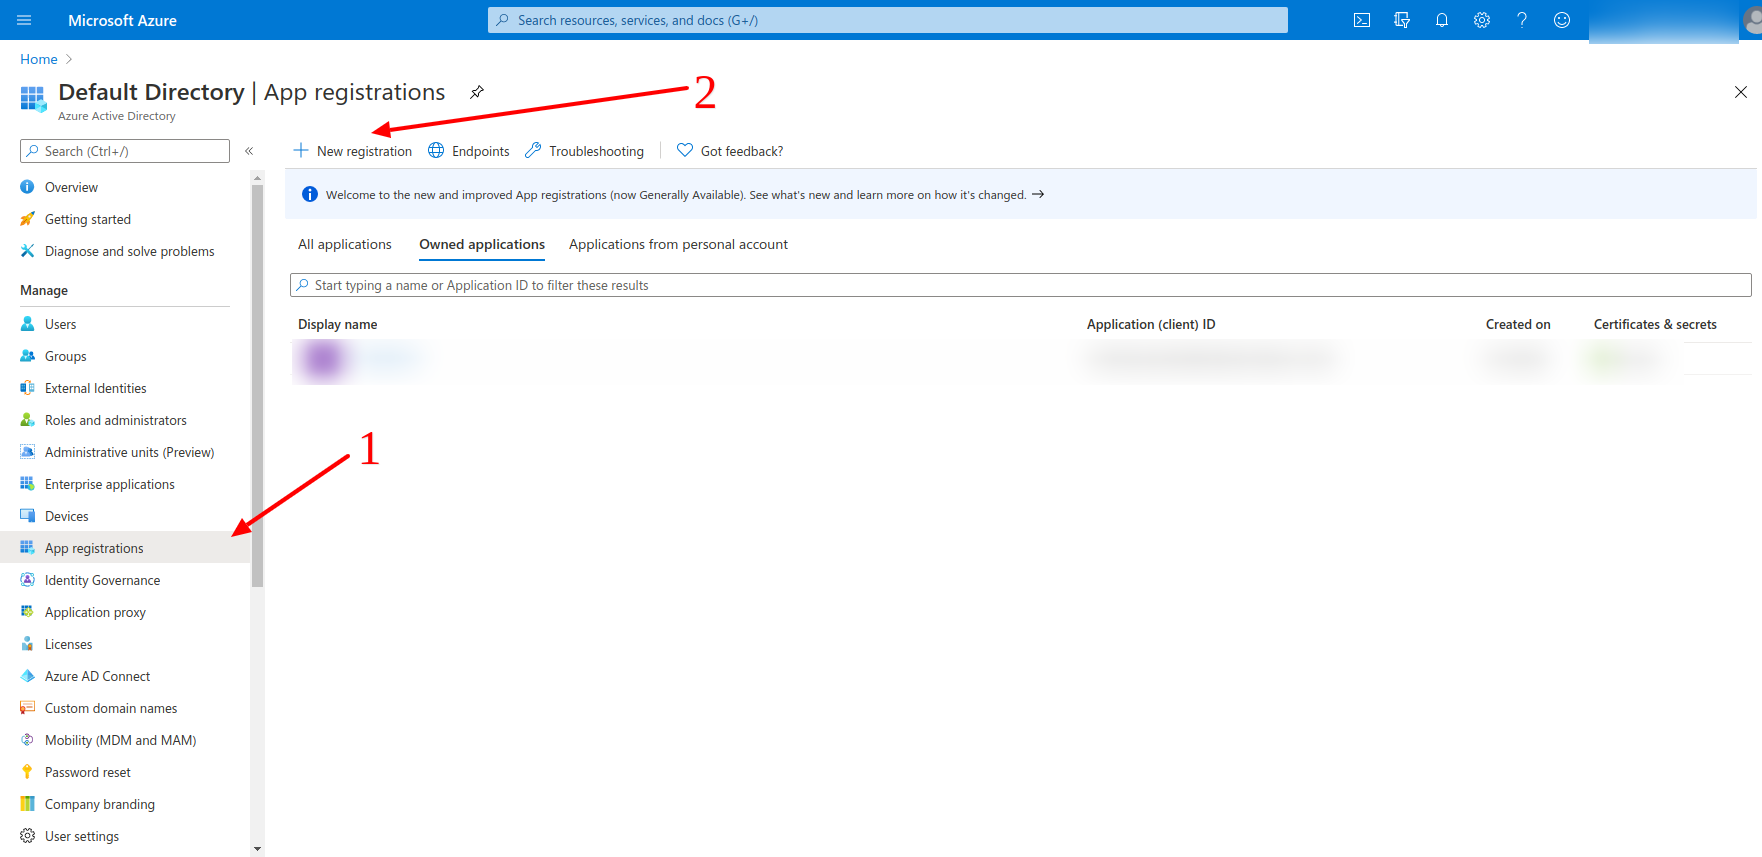 Microsoft Azure
Search resources, services, and docs (G+/)
Home
Default Directory | App registrations
Azure Active Directory
2
Search (Ctrl+/)
«
New registration
Endpoints
Troubleshooting
Got feedback?
Welcome to the new and improved App registrations (now Generally Available). See what's new and learn more on how it's changed. →
All applications
Owned applications
Applications from personal account
Start typing a name or Application ID to filter these results
Display name
Application (client) ID
Created on
Certificates & secrets
Overview
Getting started
Diagnose and solve problems
Manage
Users
Groups
External Identities
Roles and administrators
Administrative units (Preview)
1
Enterprise applications
Devices
App registrations
Identity Governance
Application proxy
Licenses
Azure AD Connect
Custom domain names
Mobility (MDM and MAM)
Password reset
Company branding
User settings